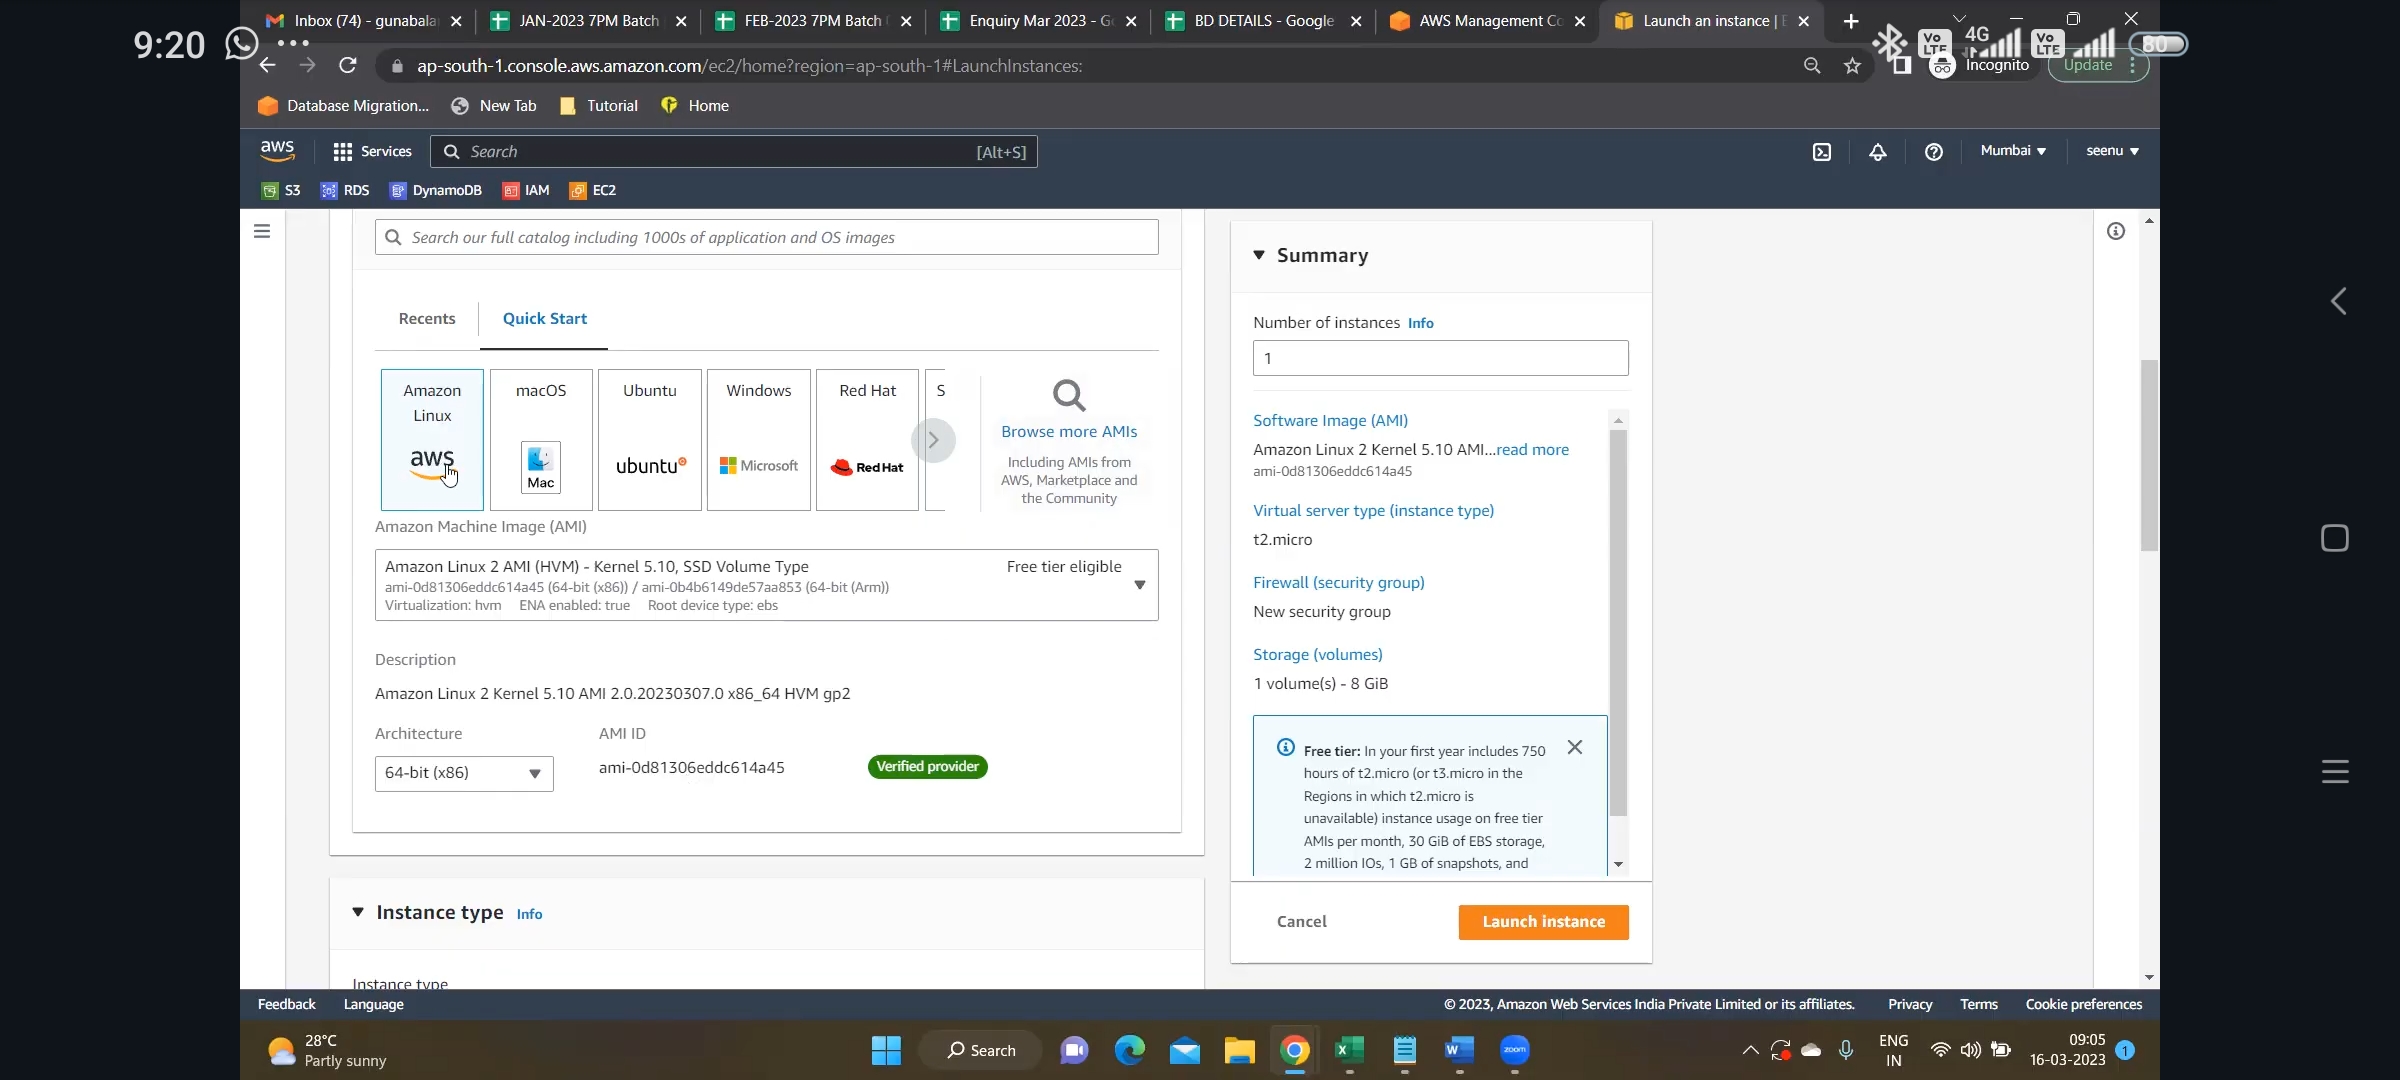 9:20
Vo LTE 4G Vo LTE 80
Inbox (74) - gunabala
JAN-2023 7PM Batch
FEB-2023 7PM Batch
Enquiry Mar 2023 - G
BD DETAILS - Google
AWS Management Co
Launch an instance | E
ap-south-1.console.aws.amazon.com/ec2/home?region=ap-south-1#LaunchInstances:
Incognito
Update
Database Migration...
New Tab
Tutorial
Home
aws
Services
Search
[Alt+S]
Mumbai
seenu
S3
RDS
DynamoDB
IAM
EC2
Search our full catalog including 1000s of application and OS images
Recents
Quick Start
Amazon
Linux
aws
macOS
Mac
Ubuntu
ubuntu
Windows
Microsoft
Red Hat
Red Hat
S
Browse more AMIs
Including AMIs from
AWS, Marketplace and
the Community
Amazon Machine Image (AMI)
Amazon Linux 2 AMI (HVM) - Kernel 5.10, SSD Volume Type
Free tier eligible
ami-0d81306eddc614a45 (64-bit (x86)) / ami-0b4b6149de57aa853 (64-bit (Arm))
Virtualization: hvm ENA enabled: true Root device type: ebs
Description
Amazon Linux 2 Kernel 5.10 AMI 2.0.20230307.0 x86_64 HVM gp2
Architecture
AMI ID
64-bit (x86)
ami-0d81306eddc614a45
Verified provider
Instance type Info
Instance type
Summary
Number of instances Info
1
Software Image (AMI)
Amazon Linux 2 Kernel 5.10 AMI...read more
ami-0d81306eddc614a45
Virtual server type (instance type)
t2.micro
Firewall (security group)
New security group
Storage (volumes)
1 volume(s) - 8 GiB
Free tier: In your first year includes 750
hours of t2.micro (or t3.micro in the
Regions in which t2.micro is
unavailable) instance usage on free tier
AMIs per month, 30 GiB of EBS storage,
2 million IOs, 1 GB of snapshots, and
Cancel
Launch instance
Feedback
Language
© 2023, Amazon Web Services India Private Limited or its affiliates.
Privacy
Terms
Cookie preferences
28°C
Partly sunny
Search
zoom
ENG
IN
09:05
16-03-2023
1